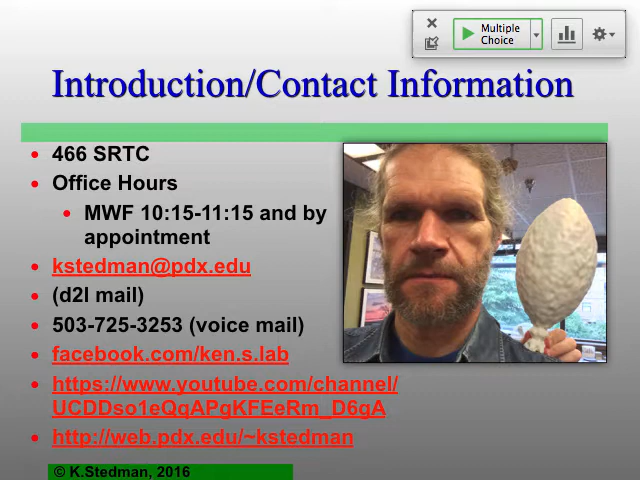 Multiple
Choice
Introduction/Contact Information
466 SRTC
Office Hours
MWF 10:15-11:15 and by
appointment
kstedman@pdx.edu
(d2l mail)
503-725-3253 (voice mail)
facebook.com/ken.s.lab
https://www.youtube.com/channel/
UCDDso1eQqAPgKFEeRm_D6gA
http://web.pdx.edu/~kstedman
© K.Stedman, 2016